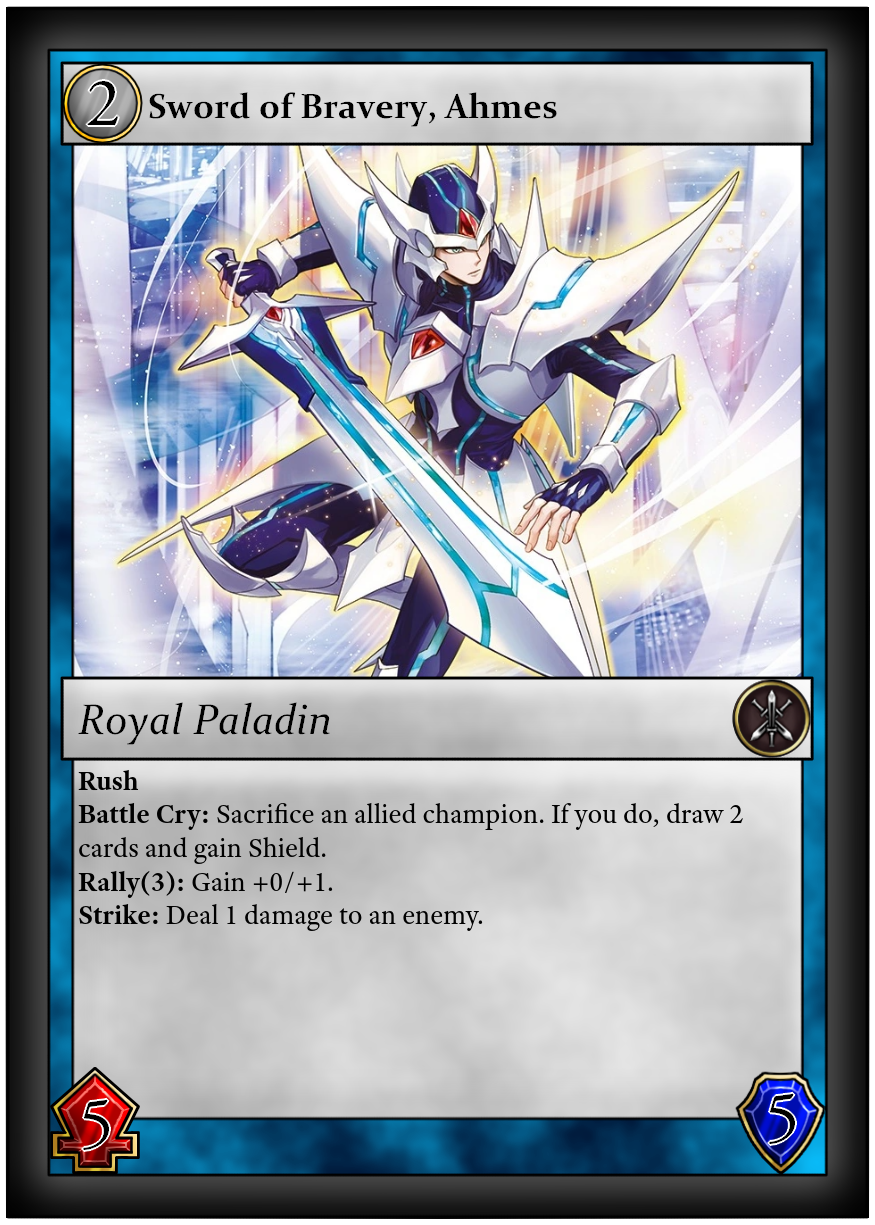 2
Sword of Bravery, Ahmes
Royal Paladin
Rush
Battle Cry: Sacrifice an allied champion. If you do, draw 2
cards and gain Shield.
Rally(3): Gain +0/+1.
Strike: Deal 1 damage to an enemy.
5
5